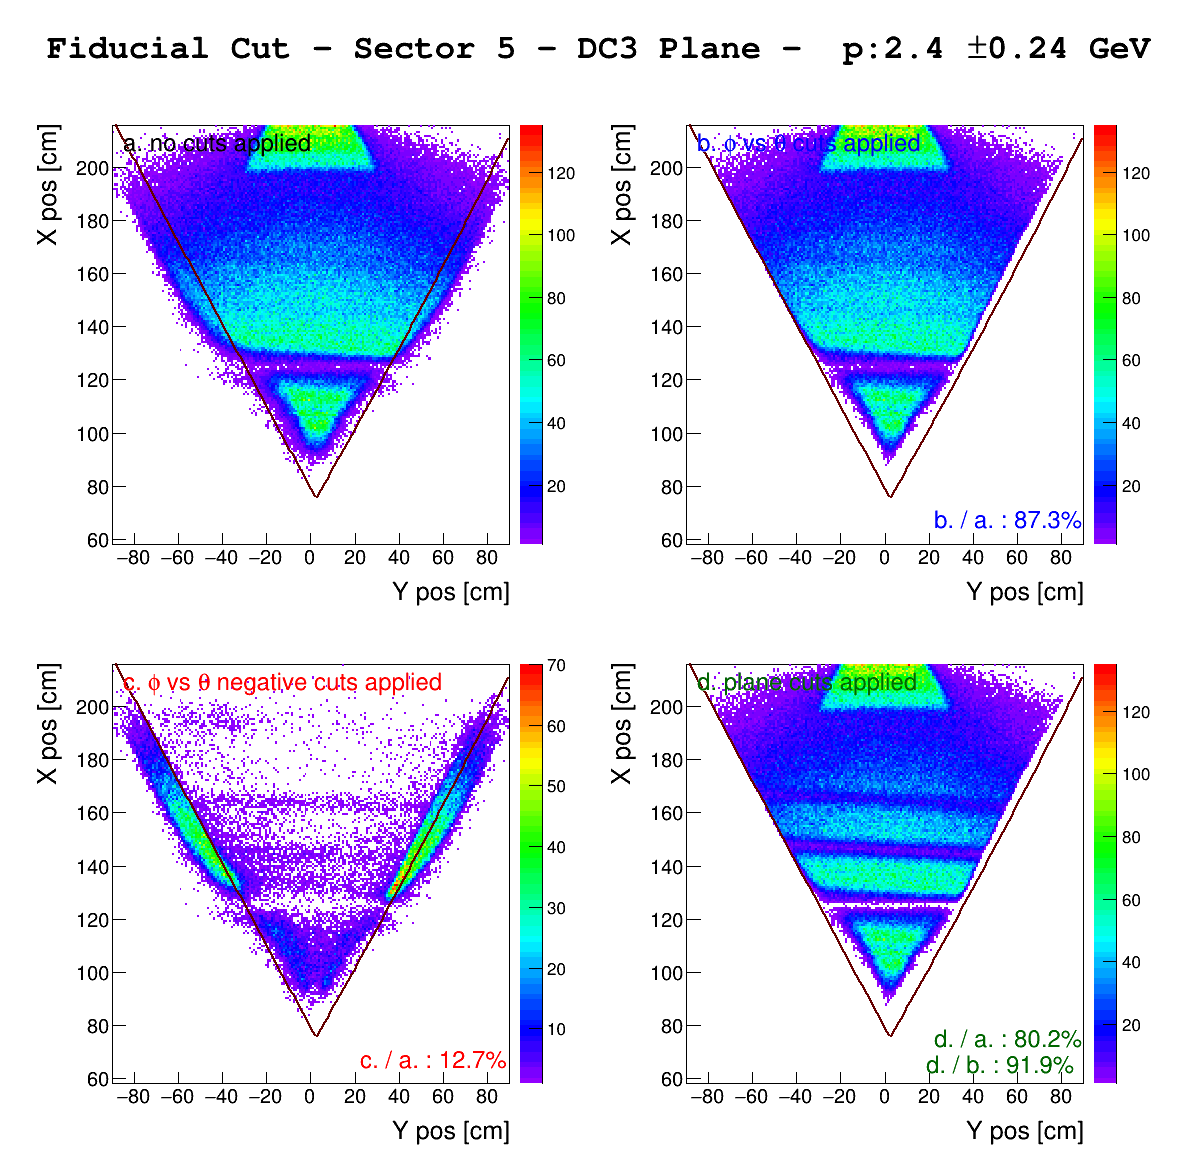 Fiducial Cut - Sector 5 - DC3 Plane - p:2.4 ±0.24 GeV
X pos [cm]
a. no cuts applied
200
180
160
140
120
100
80
60
−80 −60 −40 −20 0 20 40 60 80
Y pos [cm]
120
100
80
60
40
20
X pos [cm]
b. ϕ vs θ cuts applied
200
180
160
140
120
100
80
60
b. / a. : 87.3%
−80 −60 −40 −20 0 20 40 60 80
Y pos [cm]
120
100
80
60
40
20
X pos [cm]
c. ϕ vs θ negative cuts applied
200
180
160
140
120
100
80
60
c. / a. : 12.7%
−80 −60 −40 −20 0 20 40 60 80
Y pos [cm]
70
60
50
40
30
20
10
X pos [cm]
d. plane cuts applied
200
180
160
140
120
100
80
60
d. / a. : 80.2%
d. / b. : 91.9%
−80 −60 −40 −20 0 20 40 60 80
Y pos [cm]
120
100
80
60
40
20